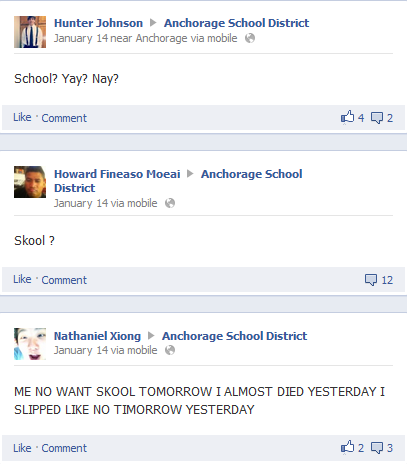 Hunter Johnson ▶ Anchorage School District
January 14 near Anchorage via mobile
School? Yay? Nay?
Like · Comment 4 2
Howard Fineaso Moeai ▶ Anchorage School
District
January 14 via mobile
Skool ?
Like · Comment 12
Nathaniel Xiong ▶ Anchorage School District
January 14 via mobile
ME NO WANT SKOOL TOMORROW I ALMOST DIED YESTERDAY I
SLIPPED LIKE NO TIMORROW YESTERDAY
Like · Comment 2 3